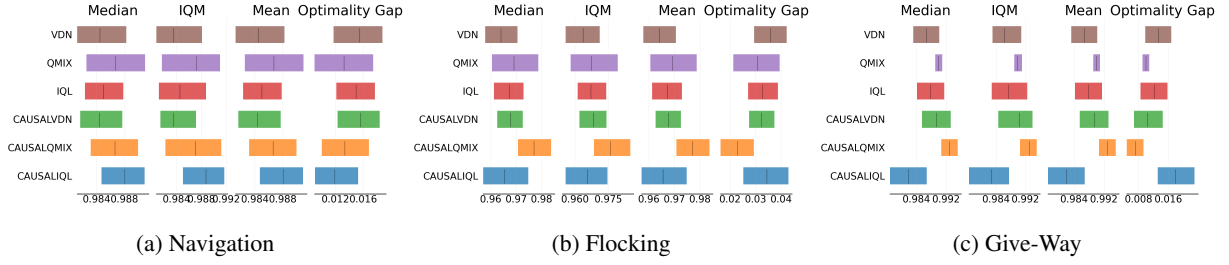 Median IQM Mean Optimality Gap
VDN
QMIX
IQL
CAUSALVDN
CAUSALQMIX
CAUSALIQL
0.984 0.988 0.984 0.988 0.992 0.984 0.988 0.012 0.016
(a) Navigation
Median IQM Mean Optimality Gap
VDN
QMIX
IQL
CAUSALVDN
CAUSALQMIX
CAUSALIQL
0.96 0.97 0.98 0.960 0.975 0.96 0.97 0.98 0.02 0.03 0.04
(b) Flocking
Median IQM Mean Optimality Gap
VDN
QMIX
IQL
CAUSALVDN
CAUSALQMIX
CAUSALIQL
0.984 0.992 0.984 0.992 0.984 0.992 0.008 0.016
(c) Give-Way